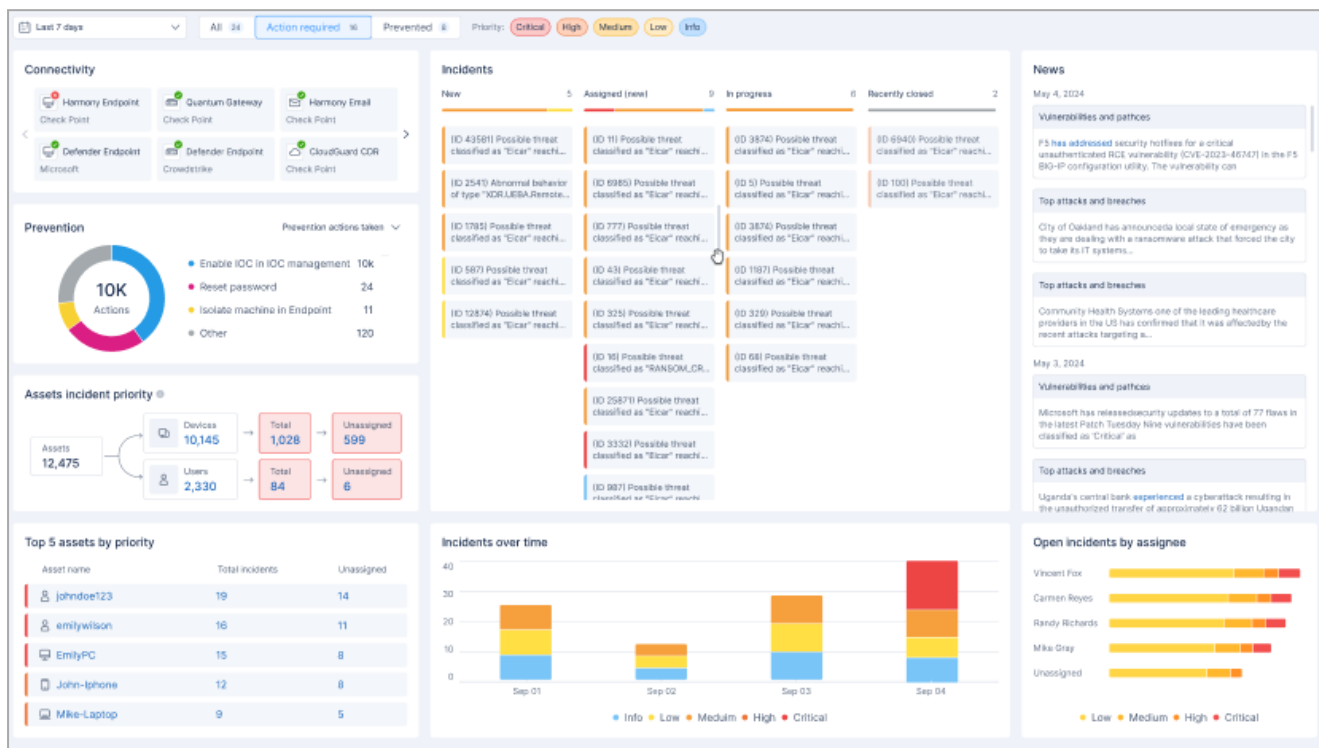 Last 7 days
All 24
Action required 16
Prevented 8
Priority: Critical High Medium Low Info
Connectivity
Harmony Endpoint
Check Point
Quantum Gateway
Check Point
Harmony Email
Check Point
Defender Endpoint
Microsoft
Defender Endpoint
Crowdstrike
CloudGuard CDR
Check Point
Prevention
Prevention actions taken
10K
Actions
Enable IOC in IOC management 10k
Reset password 24
Isolate machine in Endpoint 11
Other 120
Assets incident priority
Assets
12,475
Devices
10,145
Total
1,028
Unassigned
599
Users
2,330
Total
84
Unassigned
6
Top 5 assets by priority
Asset name Total incidents Unassigned
johndoe123 19 14
emilywilson 16 11
EmilyPC 15 8
John-Iphone 12 8
Mike-Laptop 9 5
Incidents
New 5
(ID 43581) Possible threat
classified as "Eicar" reachi...
(ID 2541) Abnormal behavior
of type "XDR.UEBA.Remote...
(ID 1785) Possible threat
classified as "Eicar" reachi...
(ID 587) Possible threat
classified as "Eicar" reachi...
(ID 12874) Possible threat
classified as "Eicar" reachi...
Assigned (new) 9
(ID 11) Possible threat
classified as "Eicar" reachi...
(ID 6985) Possible threat
classified as "Eicar" reachi...
(ID 777) Possible threat
classified as "Eicar" reachi...
(ID 43) Possible threat
classified as "Eicar" reachi...
(ID 325) Possible threat
classified as "Eicar" reachi...
(ID 16) Possible threat
classified as "RANSOM_CR...
(ID 25871) Possible threat
classified as "Eicar" reachi...
(ID 3332) Possible threat
classified as "Eicar" reachi...
(ID 987) Possible threat
classified as "Eicar" reachi...
In progress 6
(ID 3874) Possible threat
classified as "Eicar" reachi...
(ID 5) Possible threat
classified as "Eicar" reachi...
(ID 3874) Possible threat
classified as "Eicar" reachi...
(ID 1187) Possible threat
classified as "Eicar" reachi...
(ID 329) Possible threat
classified as "Eicar" reachi...
(ID 68) Possible threat
classified as "Eicar" reachi...
Recently closed 2
(ID 6940) Possible threat
classified as "Eicar" reachi...
(ID 100) Possible threat
classified as "Eicar" reachi...
Incidents over time
40
30
20
10
0
Sep 01 Sep 02 Sep 03 Sep 04
Info Low Meduim High Critical
News
May 4, 2024
Vulnerabilities and pathces
F5 has addressed security hotfixes for a critical
unauthenticated RCE vulnerability (CVE-2023-46747) in the F5
BIG-IP configuration utility. The vulnerability can
Top attacks and breaches
City of Oakland has announceda local state of emergency as
they are dealing with a ransomware attack that forced the city
to take its IT systems...
Top attacks and breaches
Community Health Systems one of the leading healthcare
providers in the US has confirmed that it was affectedby the
recent attacks targeting a...
May 3, 2024
Vulnerabilities and pathces
Microsoft has releasedsecurity updates to a total of 77 flaws in
the latest Patch Tuesday Nine vulnerabilities have been
classified as 'Critical' as
Top attacks and breaches
Uganda's central bank experienced a cyberattack resulting in
the unauthorized transfer of approximately 62 billion Ugandan
Open incidents by assignee
Vincent Fox
Carmen Reyes
Randy Richards
Mike Gray
Unassigned
Low Medium High Critical